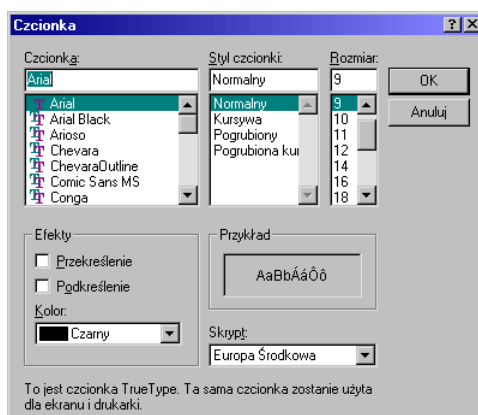 Czcionka
Czcionka:
Arial
Arial
Arial Black
Arioso
Chevara
ChevaraOutline
Comic Sans MS
Conga
Styl czcionki:
Normalny
Normalny
Kursywa
Pogrubiony
Pogrubiona kur
Rozmiar:
9
9
10
11
12
14
16
18
OK
Anuluj
Efekty
Przekreślenie
Podkreślenie
Kolor:
Czarny
Przykład
AaBbÁáÔô
Skrypt:
Europa Środkowa
To jest czcionka TrueType. Ta sama czcionka zostanie użyta
dla ekranu i drukarki.